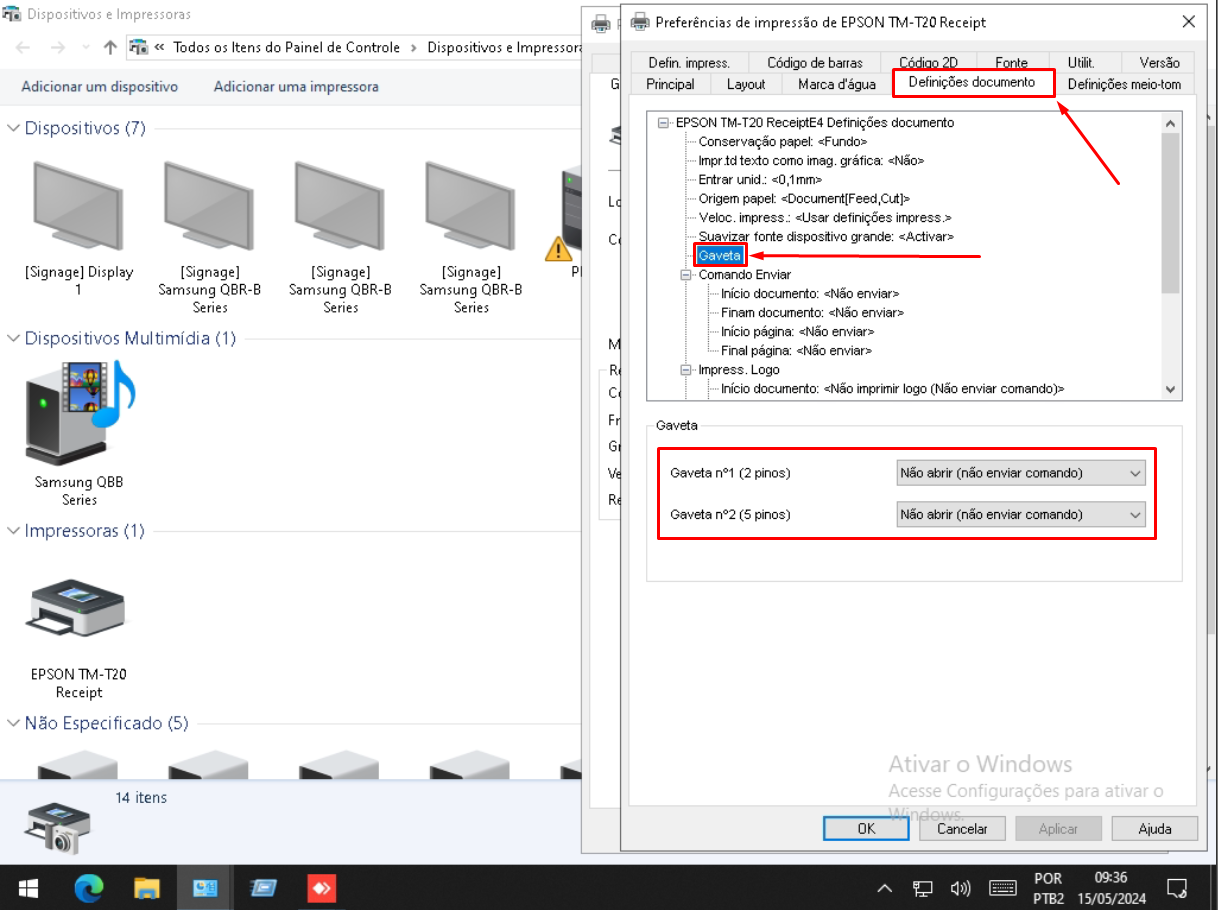 Dispositivos e Impressoras
« Todos os Itens do Painel de Controle › Dispositivos e Impressora
Adicionar um dispositivo Adicionar uma impressora
Dispositivos (7)
[Signage] Display
1
[Signage]
Samsung QBR-B
Series
[Signage]
Samsung QBR-B
Series
[Signage]
Samsung QBR-B
Series
Dispositivos Multimídia (1)
Samsung QBB
Series
Impressoras (1)
EPSON TM-T20
Receipt
Não Especificado (5)
14 itens
Preferências de impressão de EPSON TM-T20 Receipt
Defin. impress. Código de barras Código 2D Fonte Utilit. Versão
Principal Layout Marca d'água Definições documento Definições meio-tom
EPSON TM-T20 ReceiptE4 Definições documento
Conservação papel: <Fundo>
Impr.td texto como imag. gráfica: <Não>
Entrar unid.: <0,1mm>
Origem papel: <Document[Feed,Cut]>
Veloc. impress.: <Usar definições impress.>
Suavizar fonte dispositivo grande: <Activar>
Gaveta
Comando Enviar
Início documento: <Não enviar>
Finam documento: <Não enviar>
Início página: <Não enviar>
Final página: <Não enviar>
Impress. Logo
Início documento: <Não imprimir logo (Não enviar comando)>
Gaveta
Gaveta nº1 (2 pinos) Não abrir (não enviar comando)
Gaveta nº2 (5 pinos) Não abrir (não enviar comando)
Ativar o Windows
Acesse Configurações para ativar o
Windows.
OK Cancelar Aplicar Ajuda
POR 09:36
PTB2 15/05/2024